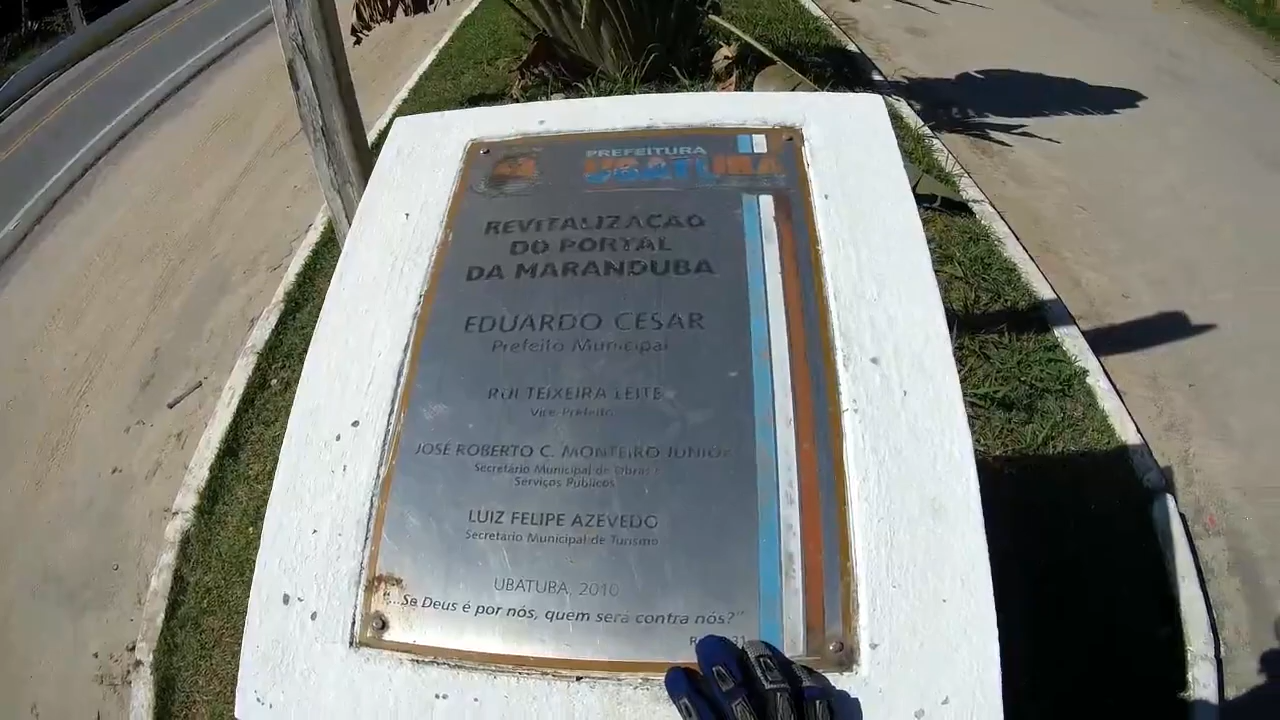 PREFEITURA
UBATUBA
REVITALIZAÇÃO
DO PORTAL
DA MARANDUBA
EDUARDO CESAR
Prefeito Municipal
RUI TEIXEIRA LEITE
Vice-Prefeito
JOSÉ ROBERTO C. MONTEIRO JUNIOR
Secretário Municipal de Obras e
Serviços Públicos
LUIZ FELIPE AZEVEDO
Secretário Municipal de Turismo
UBATUBA, 2010
"...Se Deus é por nós, quem será contra nós?"